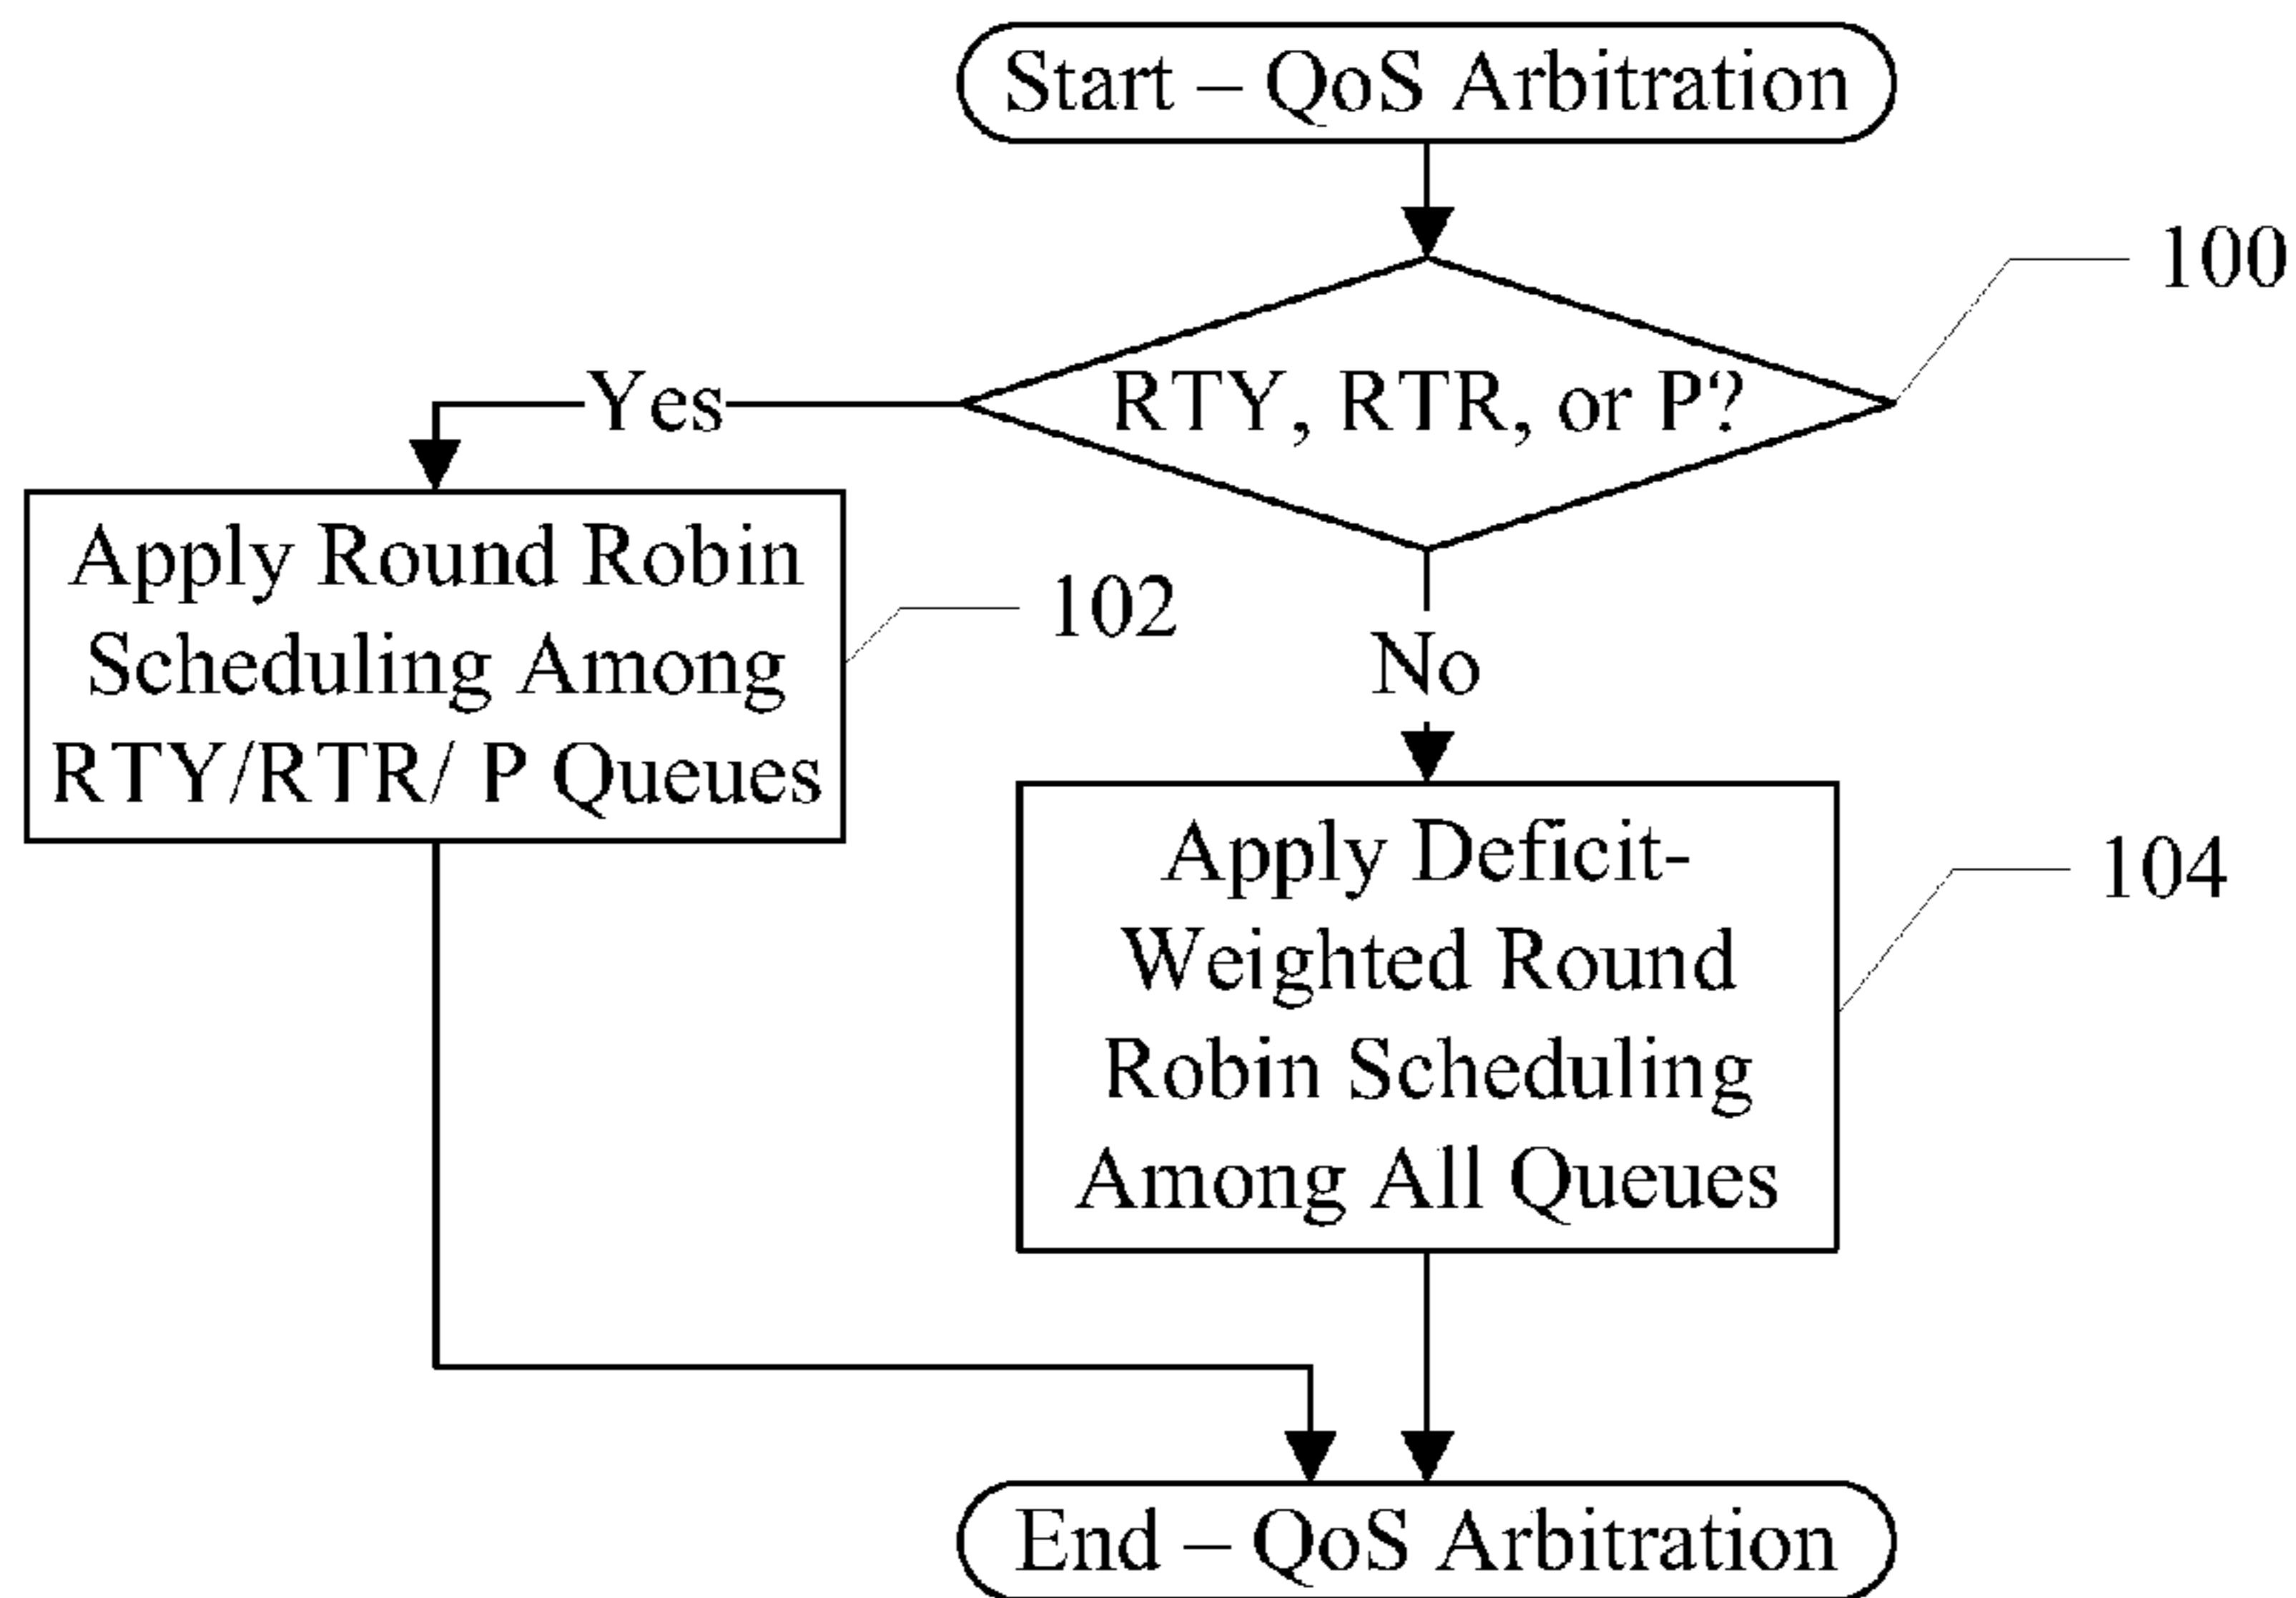 Start – QoS Arbitration
100
RTY, RTR, or P?
Yes
Apply Round Robin
Scheduling Among
RTY/RTR/ P Queues
102
No
Apply Deficit-
Weighted Round
Robin Scheduling
Among All Queues
104
End – QoS Arbitration